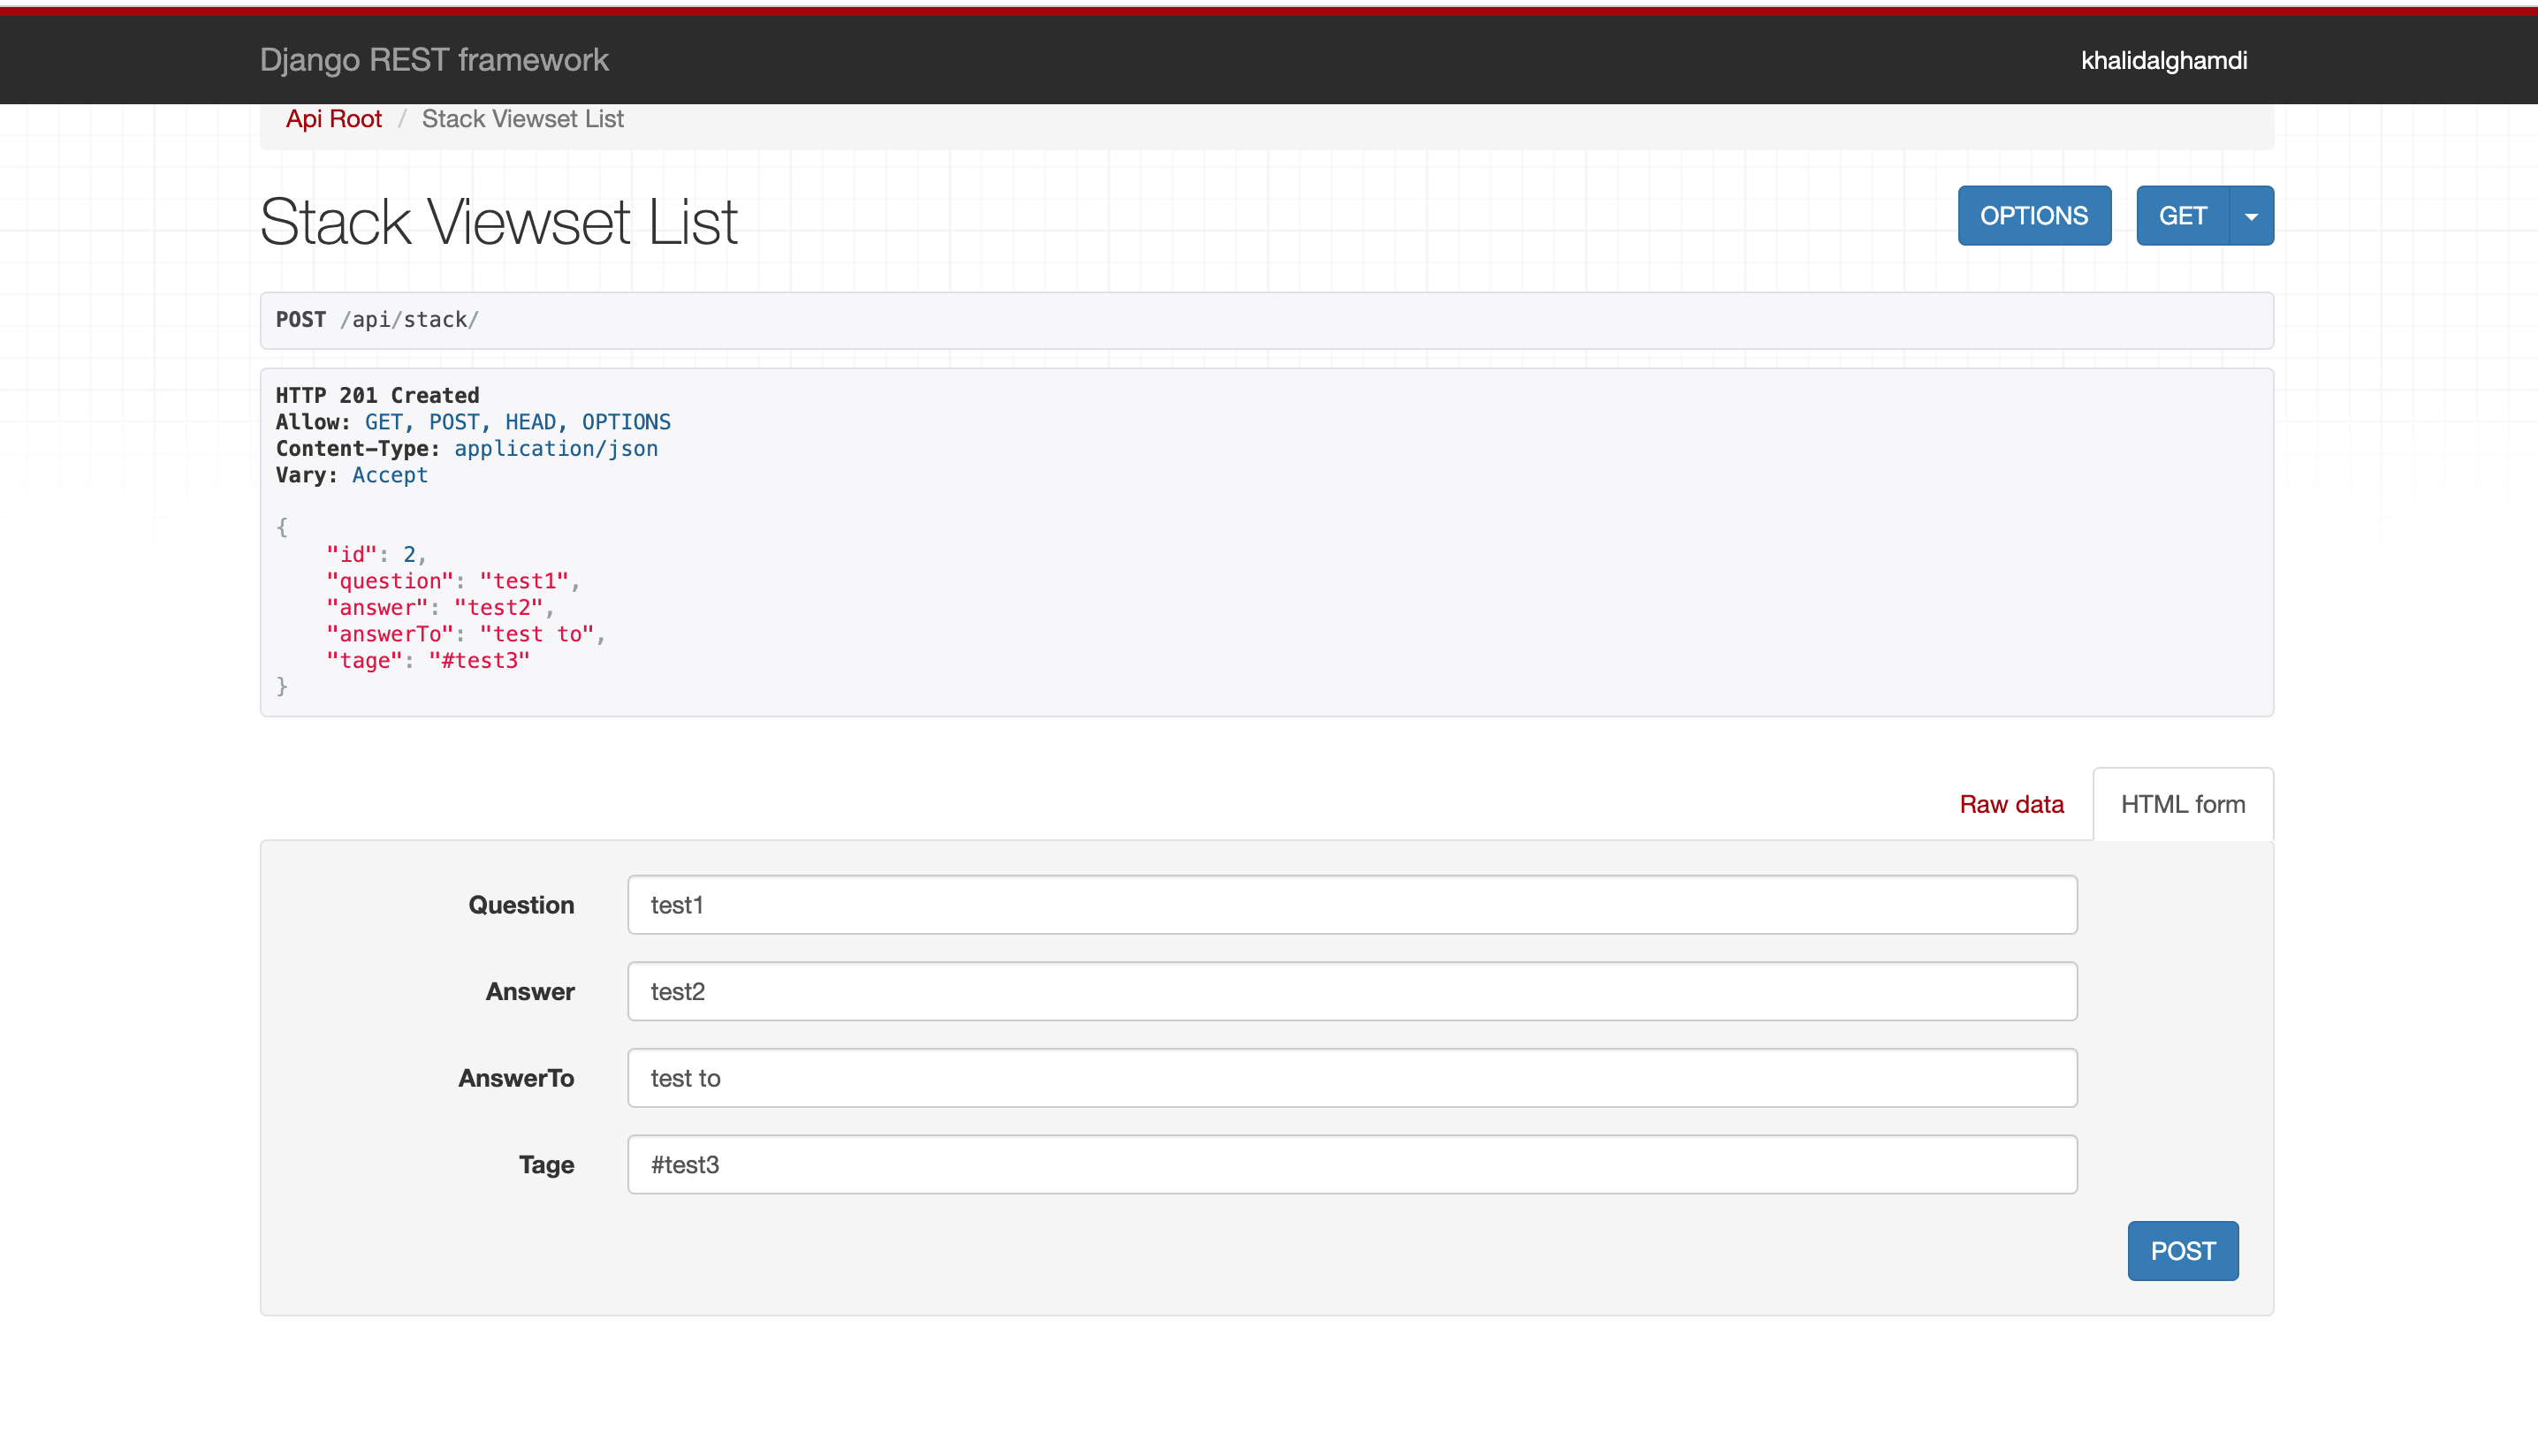 Django REST framework
khalidalghamdi
Api Root / Stack Viewset List
Stack Viewset List
OPTIONS
GET
POST /api/stack/
HTTP 201 Created
Allow: GET, POST, HEAD, OPTIONS
Content-Type: application/json
Vary: Accept
{
    "id": 2,
    "question": "test1",
    "answer": "test2",
    "answerTo": "test to",
    "tage": "#test3"
}
Raw data
HTML form
Question test1
Answer test2
AnswerTo test to
Tage #test3
POST